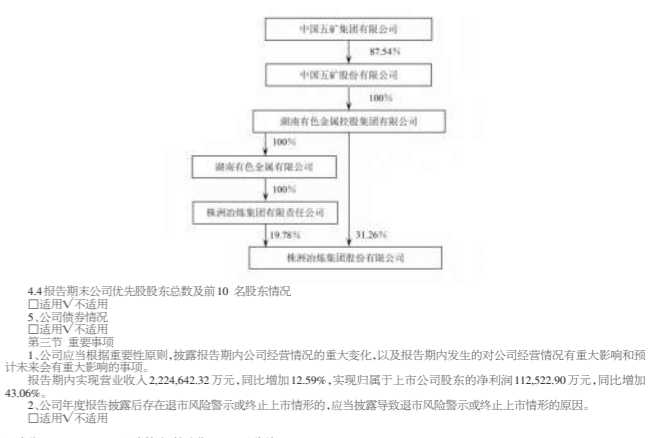 中国五矿集团有限公司
87.54%
中国五矿股份有限公司
100%
湖南有色金属控股集团有限公司
100%
湖南有色金属有限公司
100%
株洲冶炼集团有限责任公司
19.78%
31.26%
株洲冶炼集团股份有限公司
4.4报告期末公司优先股股东总数及前10 名股东情况
□适用√不适用
5、公司债券情况
□适用√不适用
第三节 重要事项
1、公司应当根据重要性原则,披露报告期内公司经营情况的重大变化,以及报告期内发生的对公司经营情况有重大影响和预
计未来会有重大影响的事项。
报告期内实现营业收入2,224,642.32万元,同比增加12.59%,实现归属于上市公司股东的净利润112,522.90万元,同比增加
43.06%。
2、公司年度报告披露后存在退市风险警示或终止上市情形的,应当披露导致退市风险警示或终止上市情形的原因。
□适用√不适用